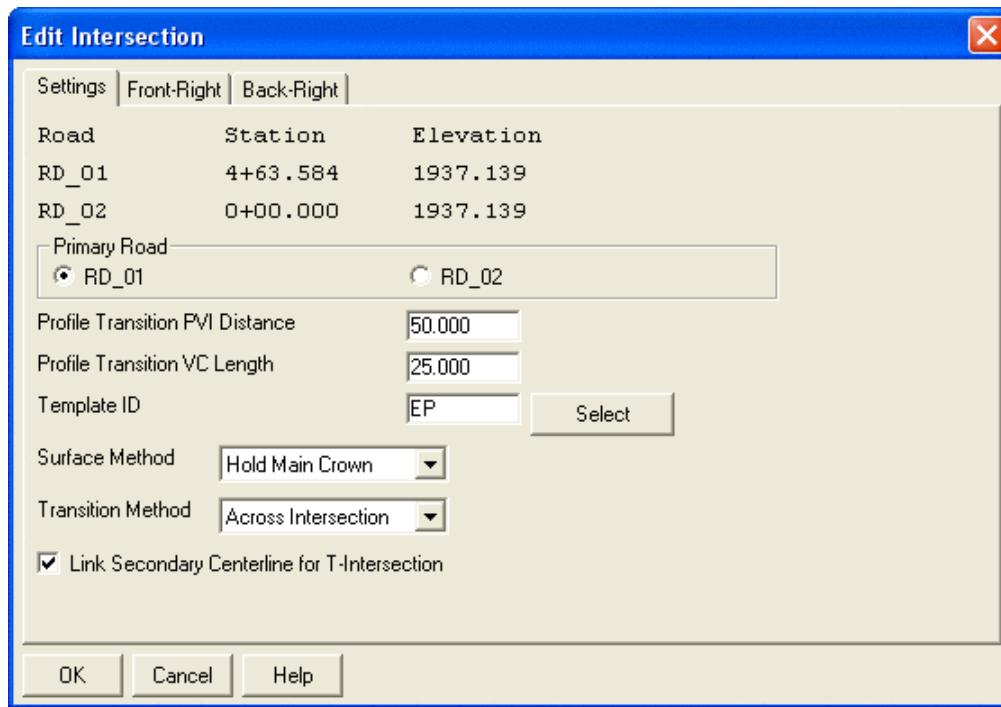 Edit Intersection
Settings Front-Right Back-Right
Road Station Elevation
RD_01 4+63.584 1937.139
RD_02 0+00.000 1937.139
Primary Road
RD_01 RD_02
Profile Transition PVI Distance 50.000
Profile Transition VC Length 25.000
Template ID EP Select
Surface Method Hold Main Crown
Transition Method Across Intersection
Link Secondary Centerline for T-Intersection
OK Cancel Help